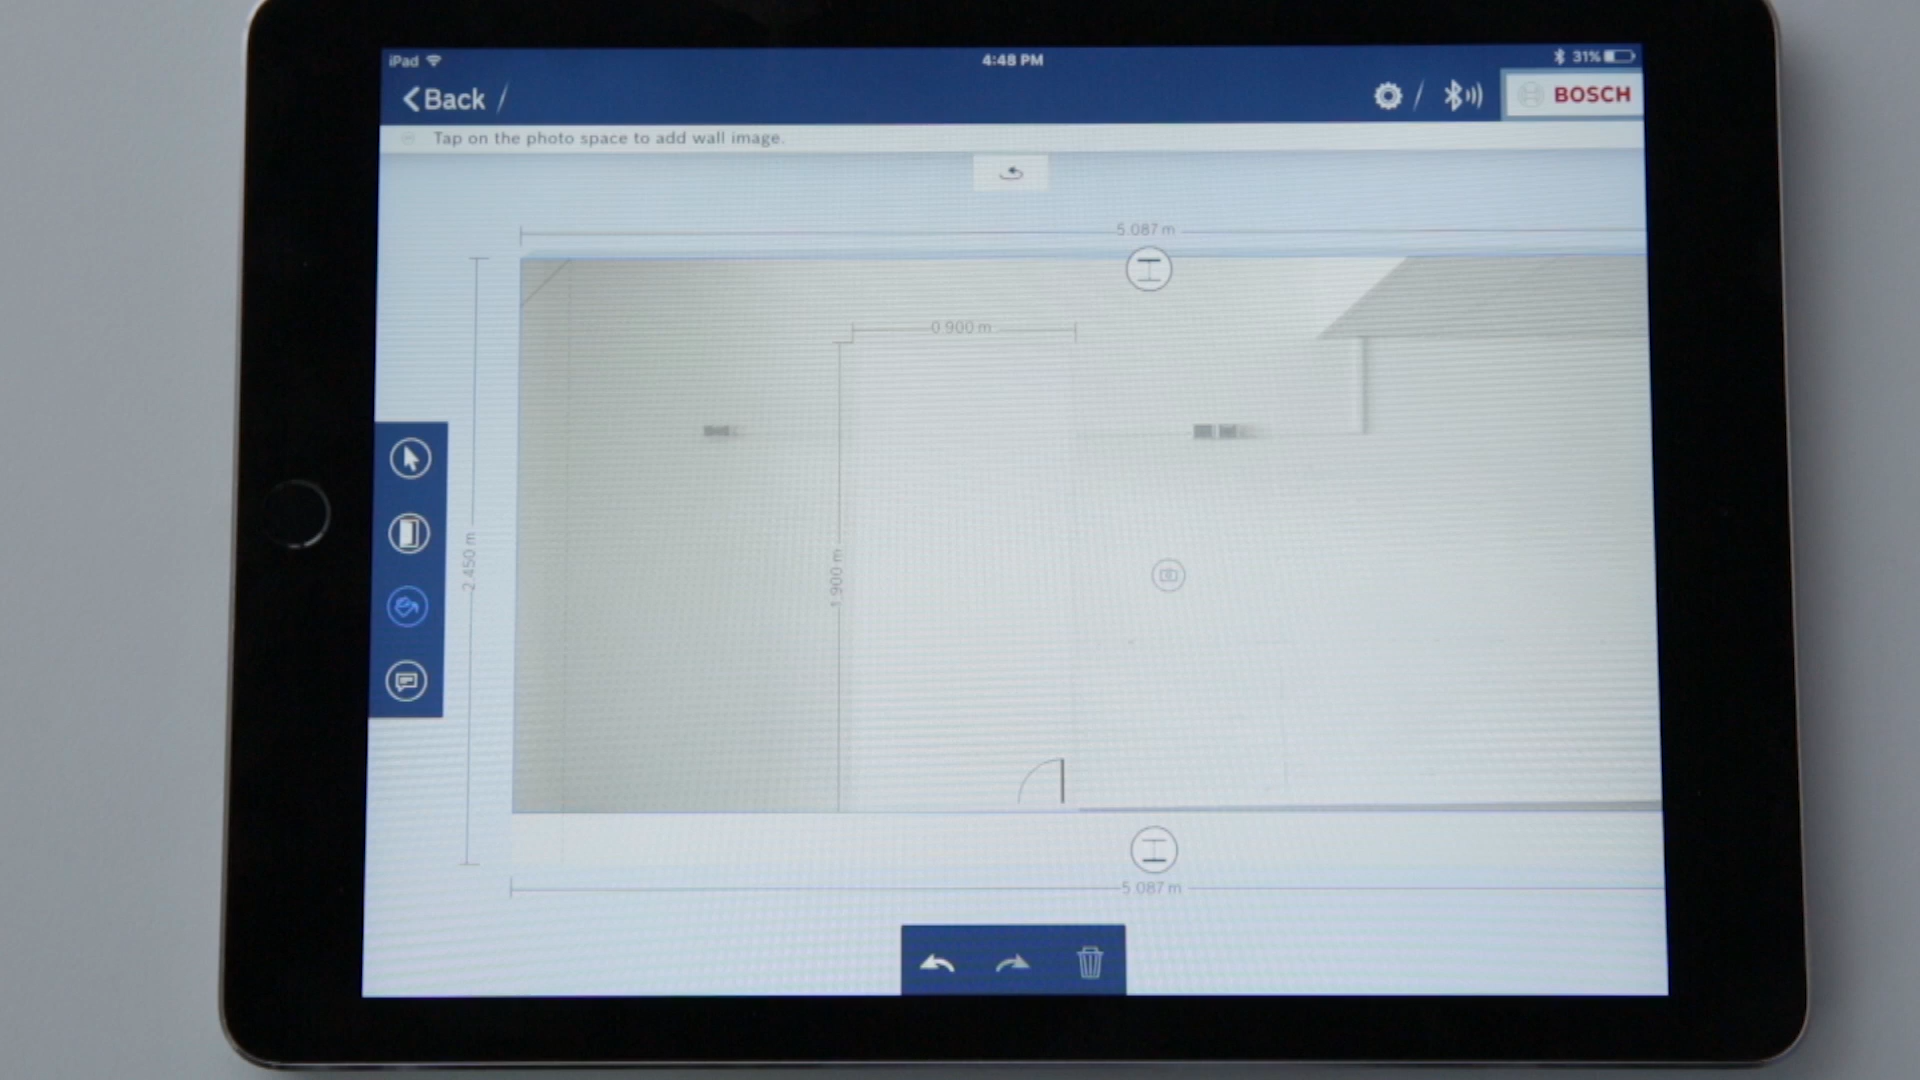 iPad
4:48 PM
31%
Back
BOSCH
Tap on the photo space to add wall image.
5.087 m
0.900 m
2.450 m
1.900 m
5.087 m